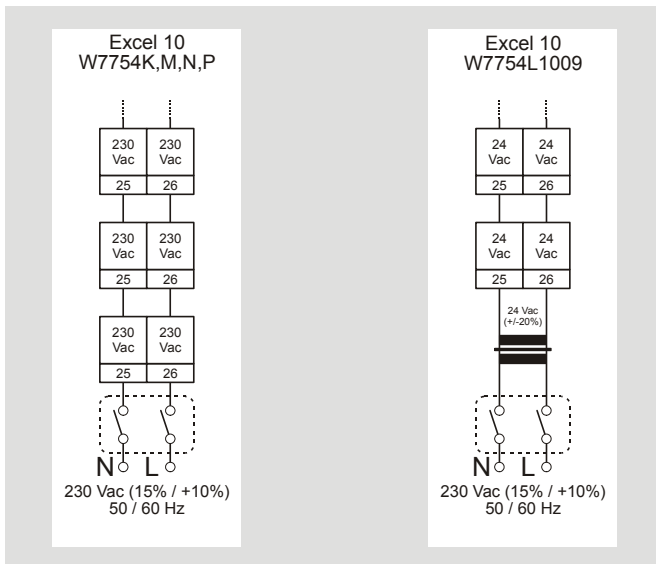 Excel 10
W7754K,M,N,P
230 Vac
230 Vac
25 26
230 Vac
230 Vac
25 26
230 Vac
230 Vac
25 26
N L
230 Vac (15% / +10%)
50 / 60 Hz
Excel 10
W7754L1009
24 Vac
24 Vac
25 26
24 Vac
24 Vac
25 26
24 Vac
(+/-20%)
N L
230 Vac (15% / +10%)
50 / 60 Hz